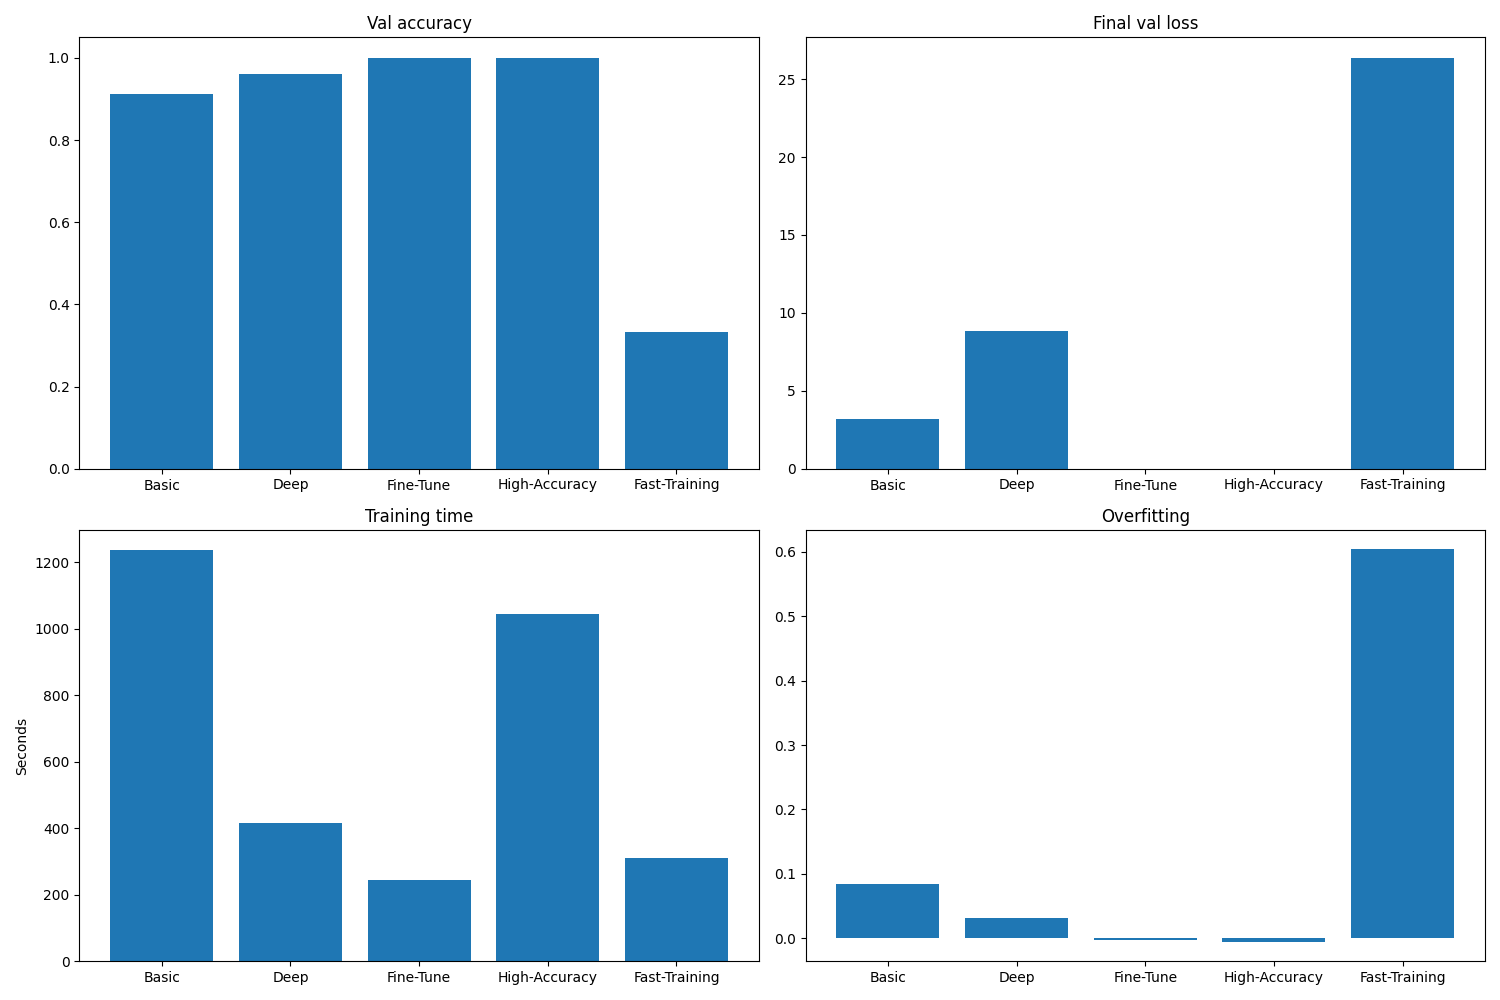 Val accuracy
1.0
0.8
0.6
0.4
0.2
0.0
Basic Deep Fine-Tune High-Accuracy Fast-Training
Final val loss
25
20
15
10
5
0
Basic Deep Fine-Tune High-Accuracy Fast-Training
Training time
Seconds
1200
1000
800
600
400
200
0
Basic Deep Fine-Tune High-Accuracy Fast-Training
Overfitting
0.6
0.5
0.4
0.3
0.2
0.1
0.0
Basic Deep Fine-Tune High-Accuracy Fast-Training